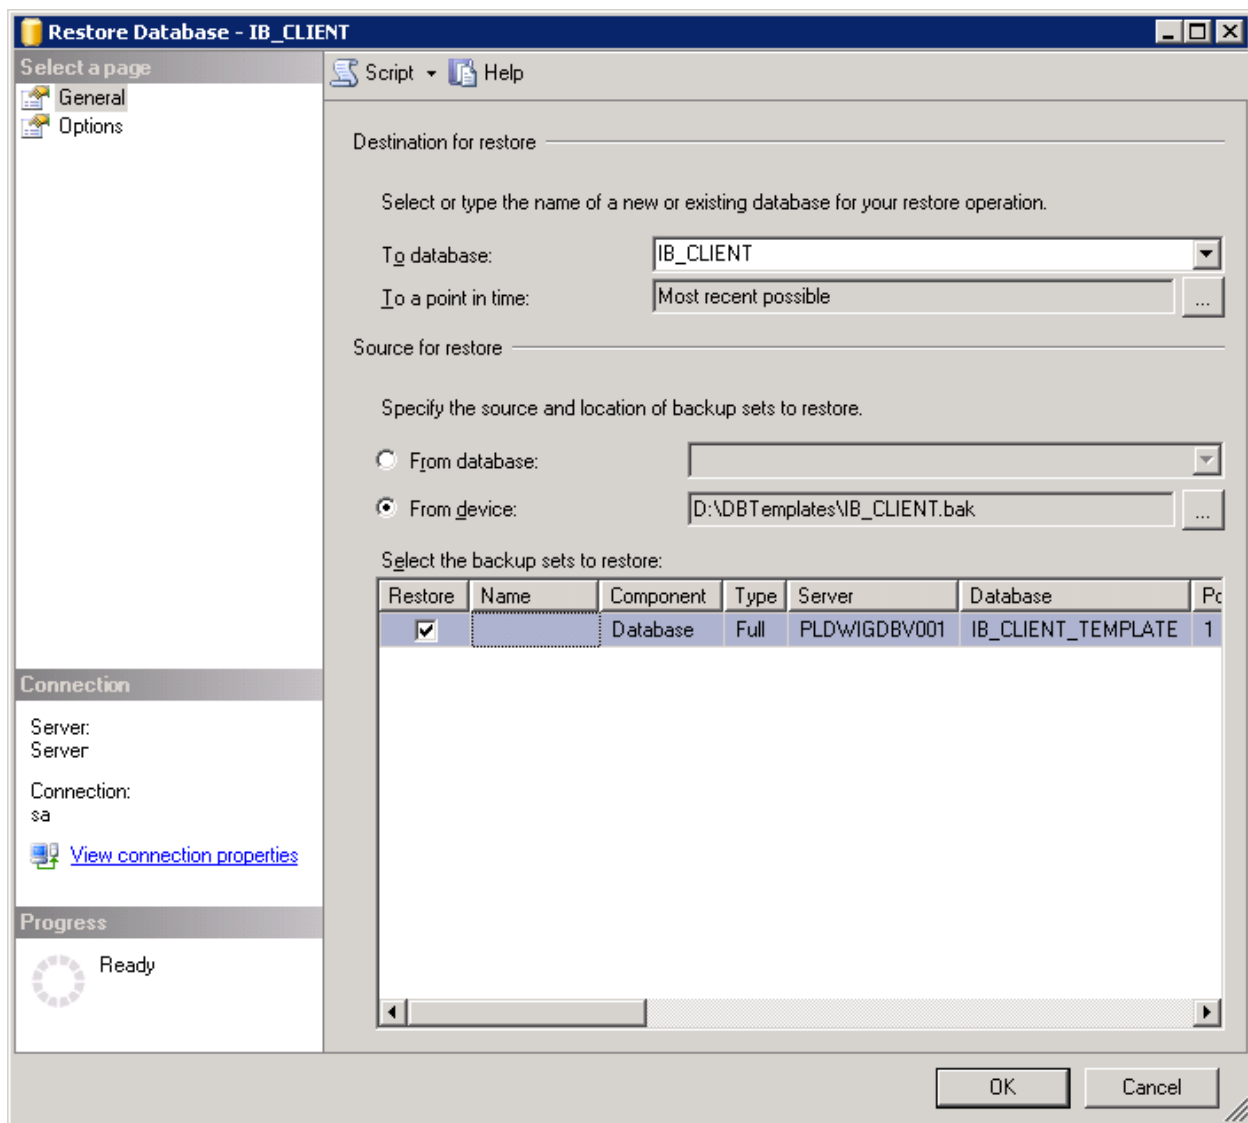 Restore Database - IB_CLIENT
Select a page
General
Options
Script
Help
Destination for restore
Select or type the name of a new or existing database for your restore operation.
To database:
IB_CLIENT
To a point in time:
Most recent possible
...
Source for restore
Specify the source and location of backup sets to restore.
From database:
From device:
D:\DBTemplates\IB_CLIENT.bak
...
Select the backup sets to restore:
Restore Name Component Type Server Database
Database Full PLDWIGDBV001 IB_CLIENT_TEMPLATE 1
Connection
Server:
Server
Connection:
sa
View connection properties
Progress
Ready
OK Cancel